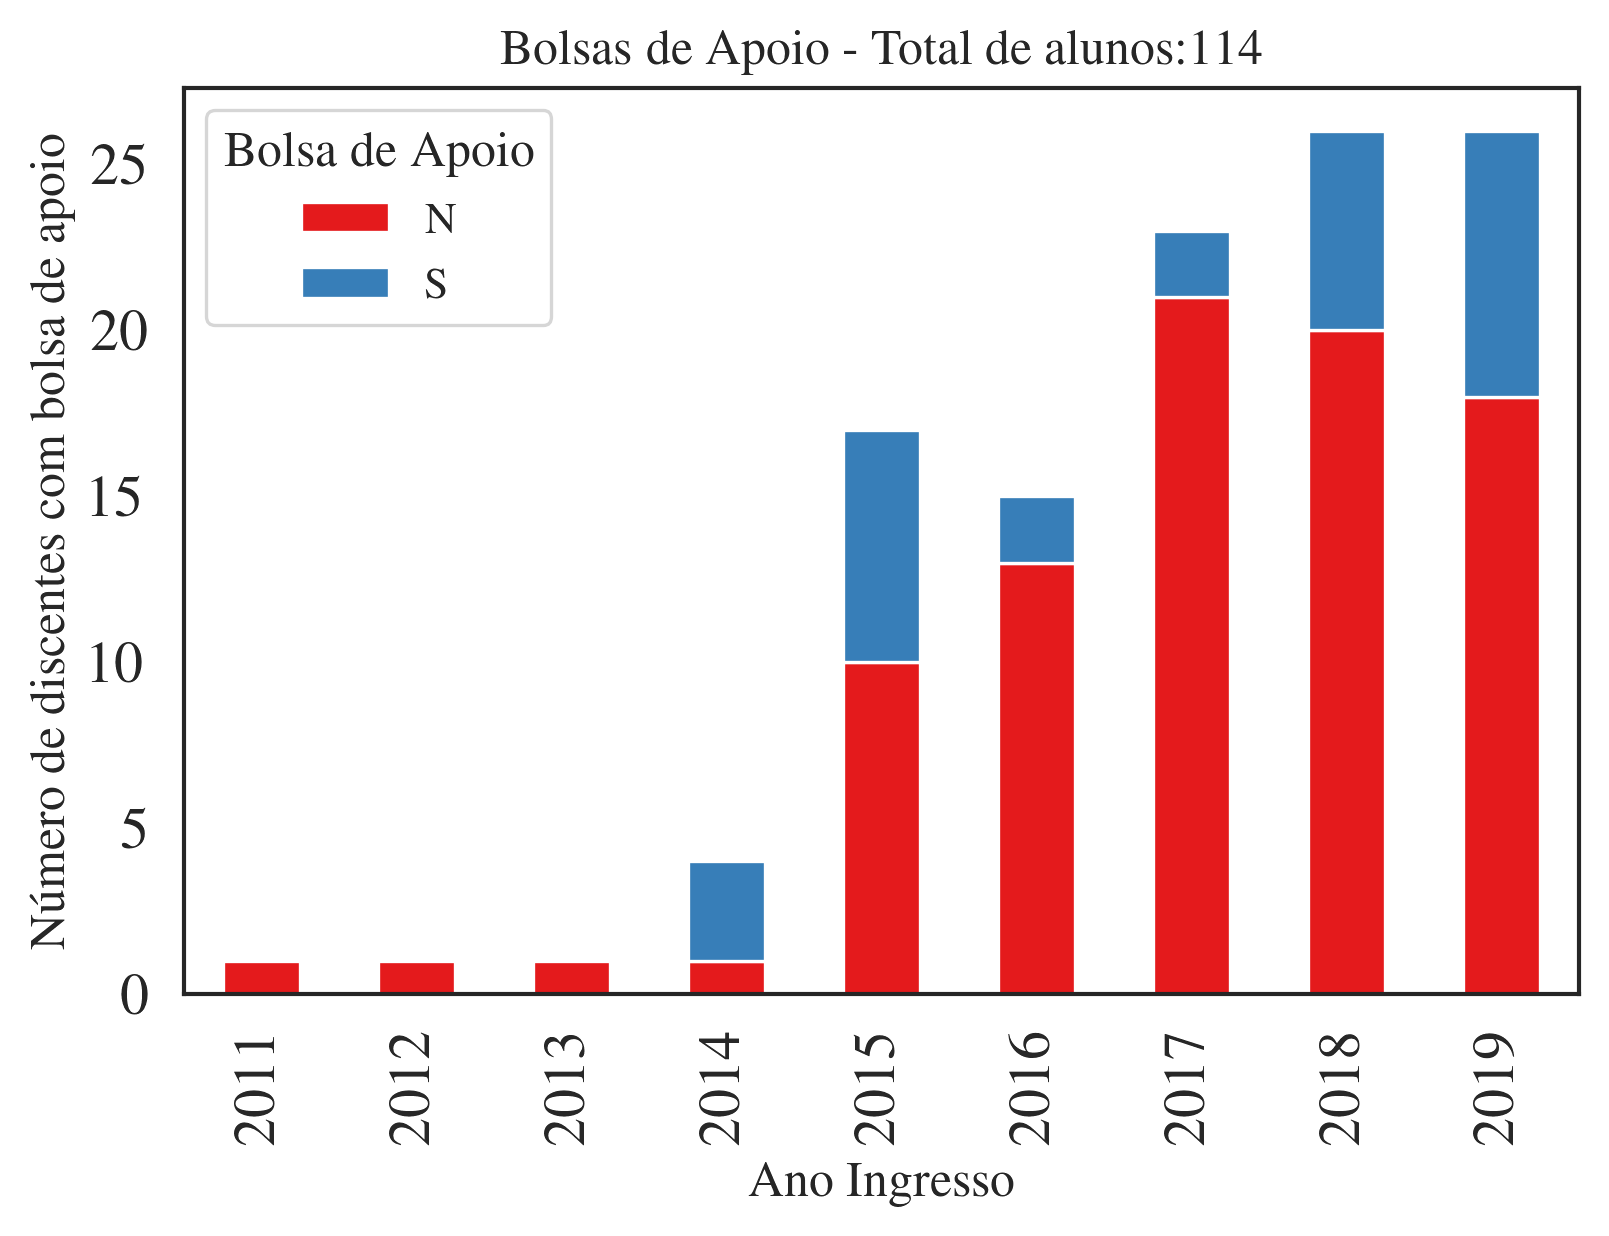 Bolsas de Apoio - Total de alunos:114
Número de discentes com bolsa de apoio
25
20
15
10
5
0
Bolsa de Apoio
N
S
2011
2012
2013
2014
2015
2016
2017
2018
2019
Ano Ingresso